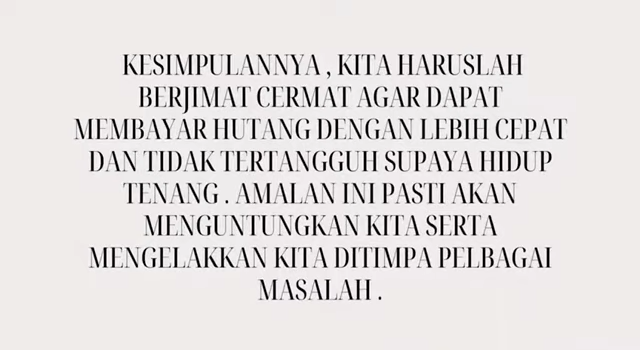 KESIMPULANNYA , KITA HARUSLAH
BERJIMAT CERMAT AGAR DAPAT
MEMBAYAR HUTANG DENGAN LEBIH CEPAT
DAN TIDAK TERTANGGUH SUPAYA HIDUP
TENANG . AMALAN INI PASTI AKAN
MENGUNTUNGKAN KITA SERTA
MENGELAKKAN KITA DITIMPA PELBAGAI
MASALAH .